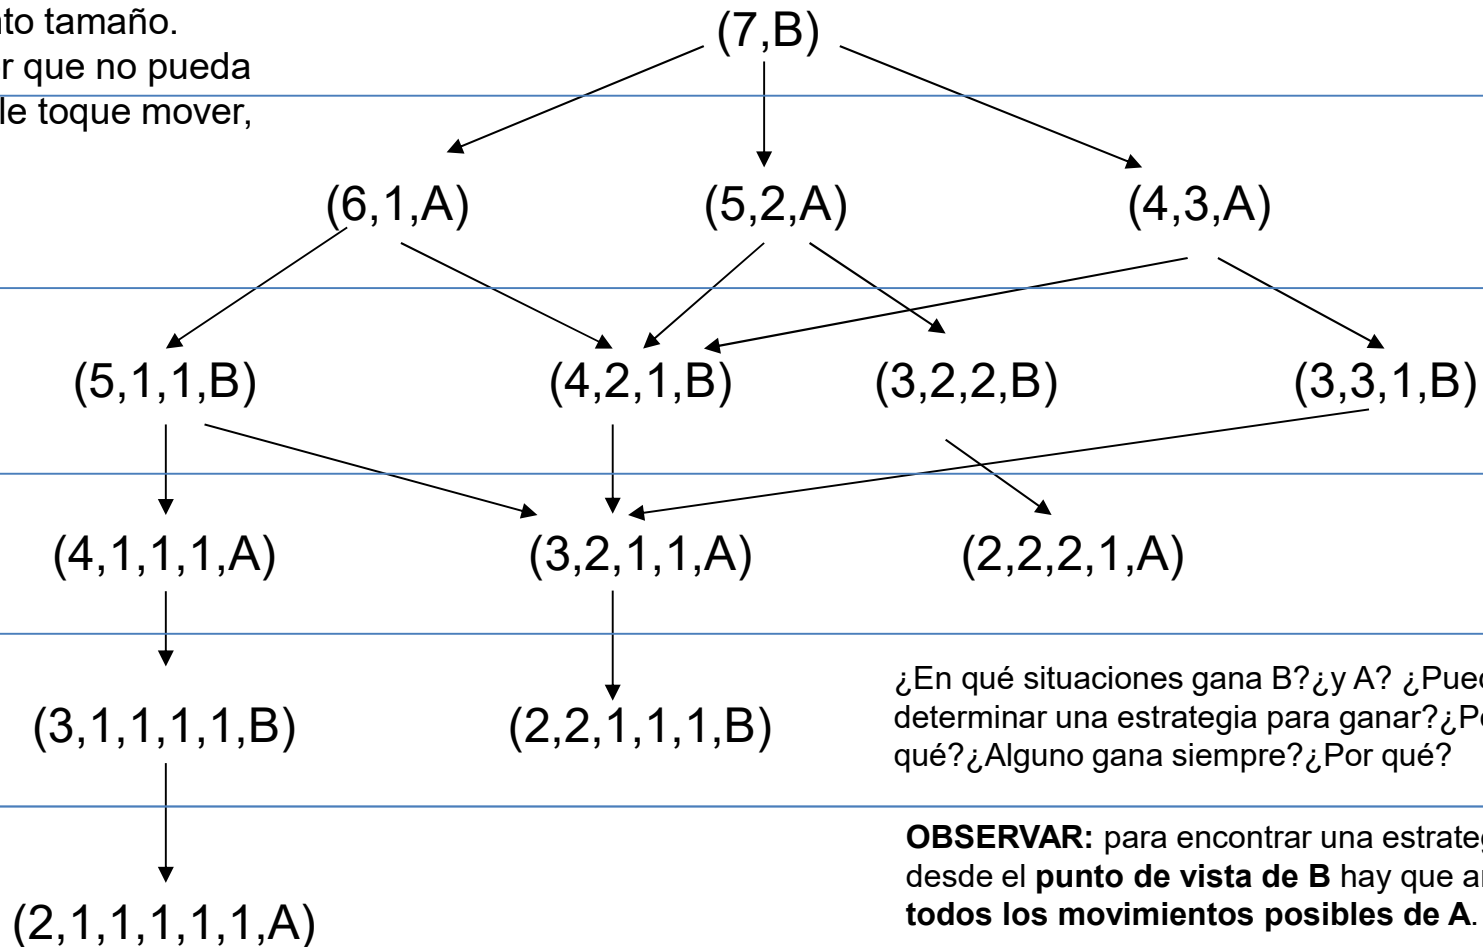 to tamaño.
r que no pueda
le toque mover,
(7,B)
(6,1,A) (5,2,A) (4,3,A)
(5,1,1,B) (4,2,1,B) (3,2,2,B) (3,3,1,B)
(4,1,1,1,A) (3,2,1,1,A) (2,2,2,1,A)
(3,1,1,1,1,B) (2,2,1,1,1,B)
¿En qué situaciones gana B?¿y A? ¿Pue
determinar una estrategia para ganar?¿P
qué?¿Alguno gana siempre?¿Por qué?
OBSERVAR: para encontrar una estrate
desde el punto de vista de B hay que a
todos los movimientos posibles de A.
(2,1,1,1,1,1,A)